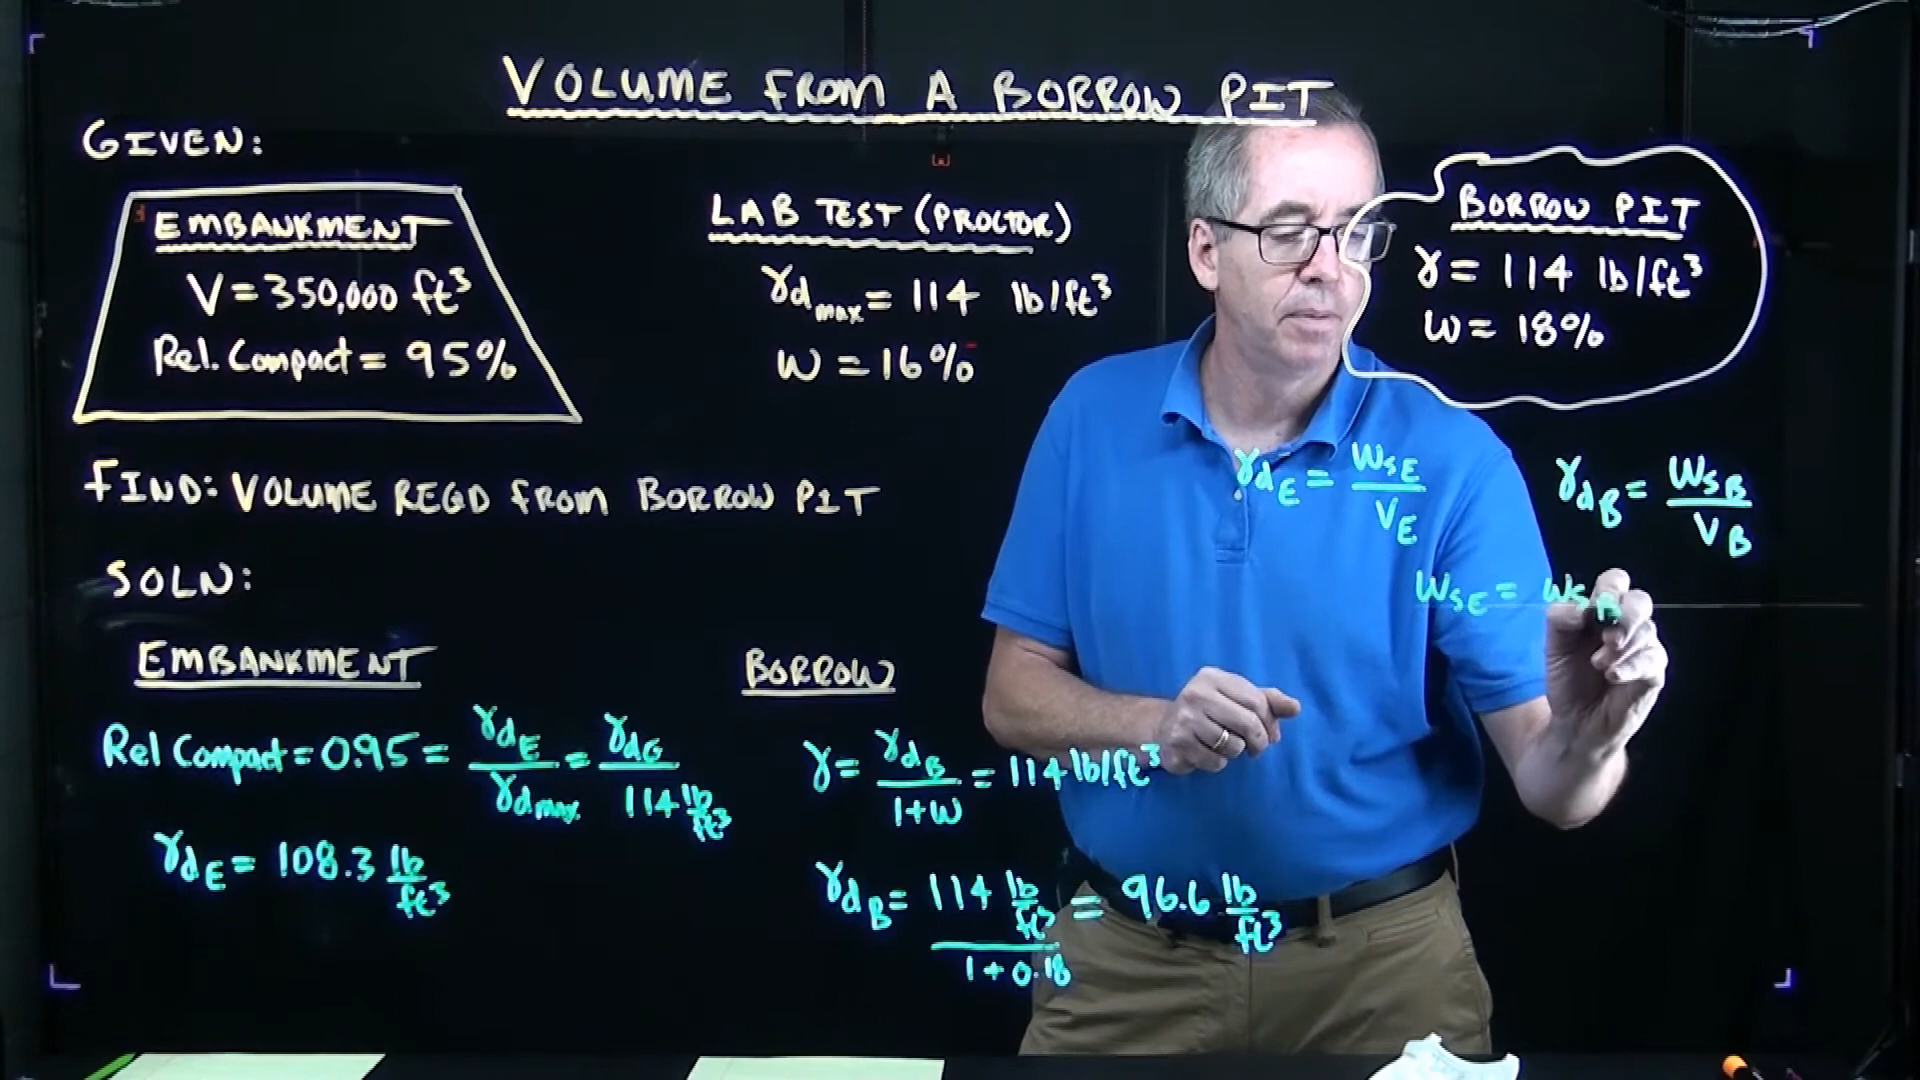 VOLUME FROM A BORROW PIT
GIVEN:
EMBANKMENT
V = 350,000 ft³
Rel. Compact = 95%
LAB TEST (PROCTOR)
γd max = 114 lb/ft³
w = 16%
BORROW PIT
γ = 114 lb/ft³
w = 18%
FIND: VOLUME REQD FROM BORROW PIT
γdE = WSE / VE
γdB = WSB / VB
WSE = WSB
SOLN:
EMBANKMENT
Rel Compact = 0.95 = γdE / γdmax = γdE / 114 lb/ft³
γdE = 108.3 lb/ft³
BORROW
γ = γdB / 1+w = 114 lb/ft³
γdB = 114 lb/ft³ / 1 + 0.18 = 96.6 lb/ft³